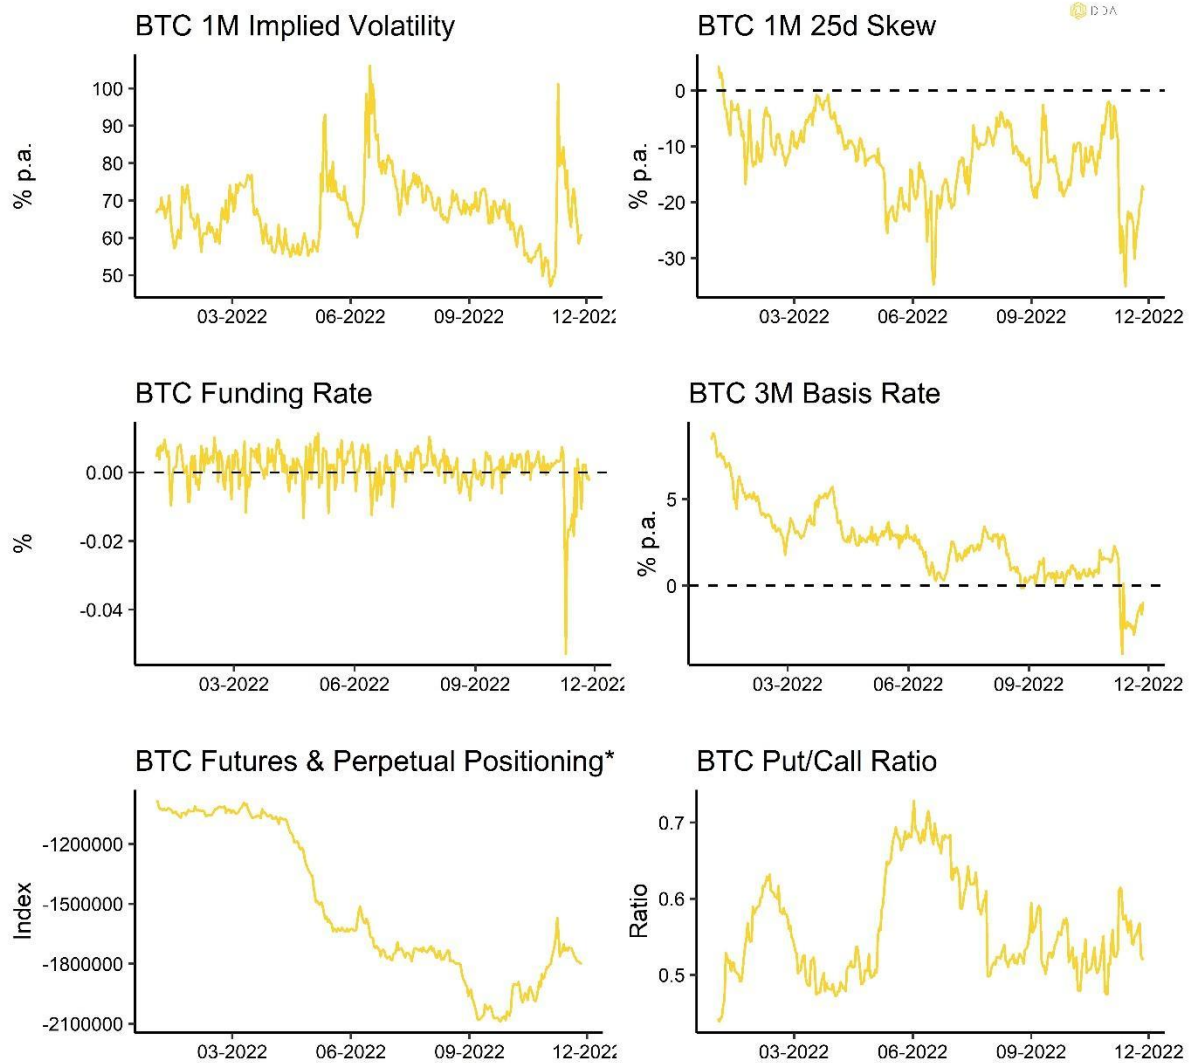 DDA
BTC 1M Implied Volatility
BTC 1M 25d Skew
% p.a.
100
90
80
70
60
50
03-2022 06-2022 09-2022 12-2022
% p.a.
0
-10
-20
-30
03-2022 06-2022 09-2022 12-2022
BTC Funding Rate
BTC 3M Basis Rate
%
0.00
-0.02
-0.04
03-2022 06-2022 09-2022 12-202
% p.a.
5
0
03-2022 06-2022 09-2022 12-2022
BTC Futures & Perpetual Positioning*
BTC Put/Call Ratio
Index
-1200000
-1500000
-1800000
-2100000
03-2022 06-2022 09-2022 12-2022
Ratio
0.7
0.6
0.5
03-2022 06-2022 09-2022 12-2022